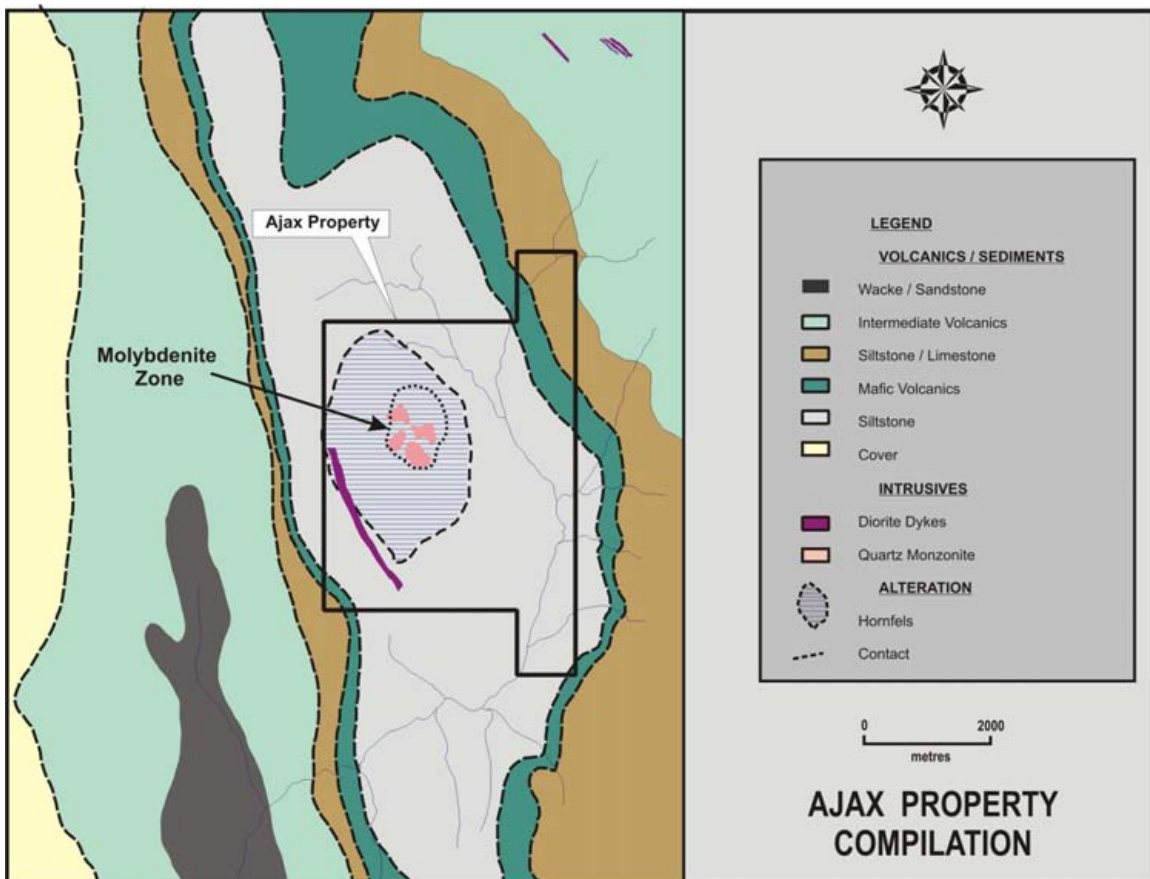 Ajax Property
Molybdenite
Zone
LEGEND
VOLCANICS / SEDIMENTS
Wacke / Sandstone
Intermediate Volcanics
Siltstone / Limestone
Mafic Volcanics
Siltstone
Cover
INTRUSIVES
Diorite Dykes
Quartz Monzonite
ALTERATION
Hornfels
Contact
0 2000
metres
AJAX PROPERTY
COMPILATION